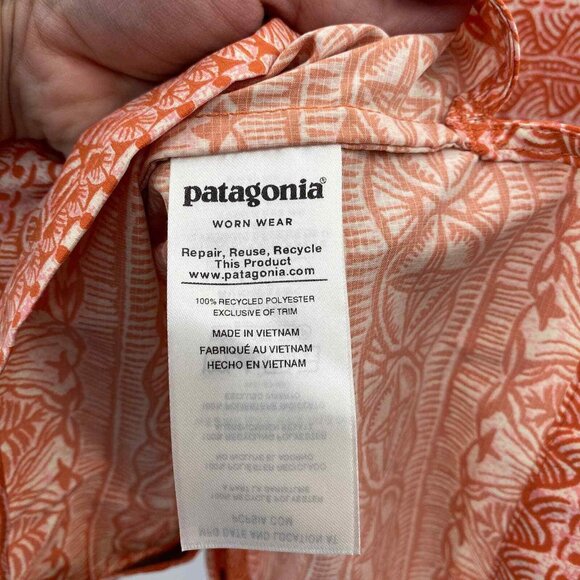 patagonia®
WORN WEAR
Repair, Reuse, Recycle
This Product
www.patagonia.com
100% RECYCLED POLYESTER
EXCLUSIVE OF TRIM
MADE IN VIETNAM
FABRIQUÉ AU VIETNAM
HECHO EN VIETNAM